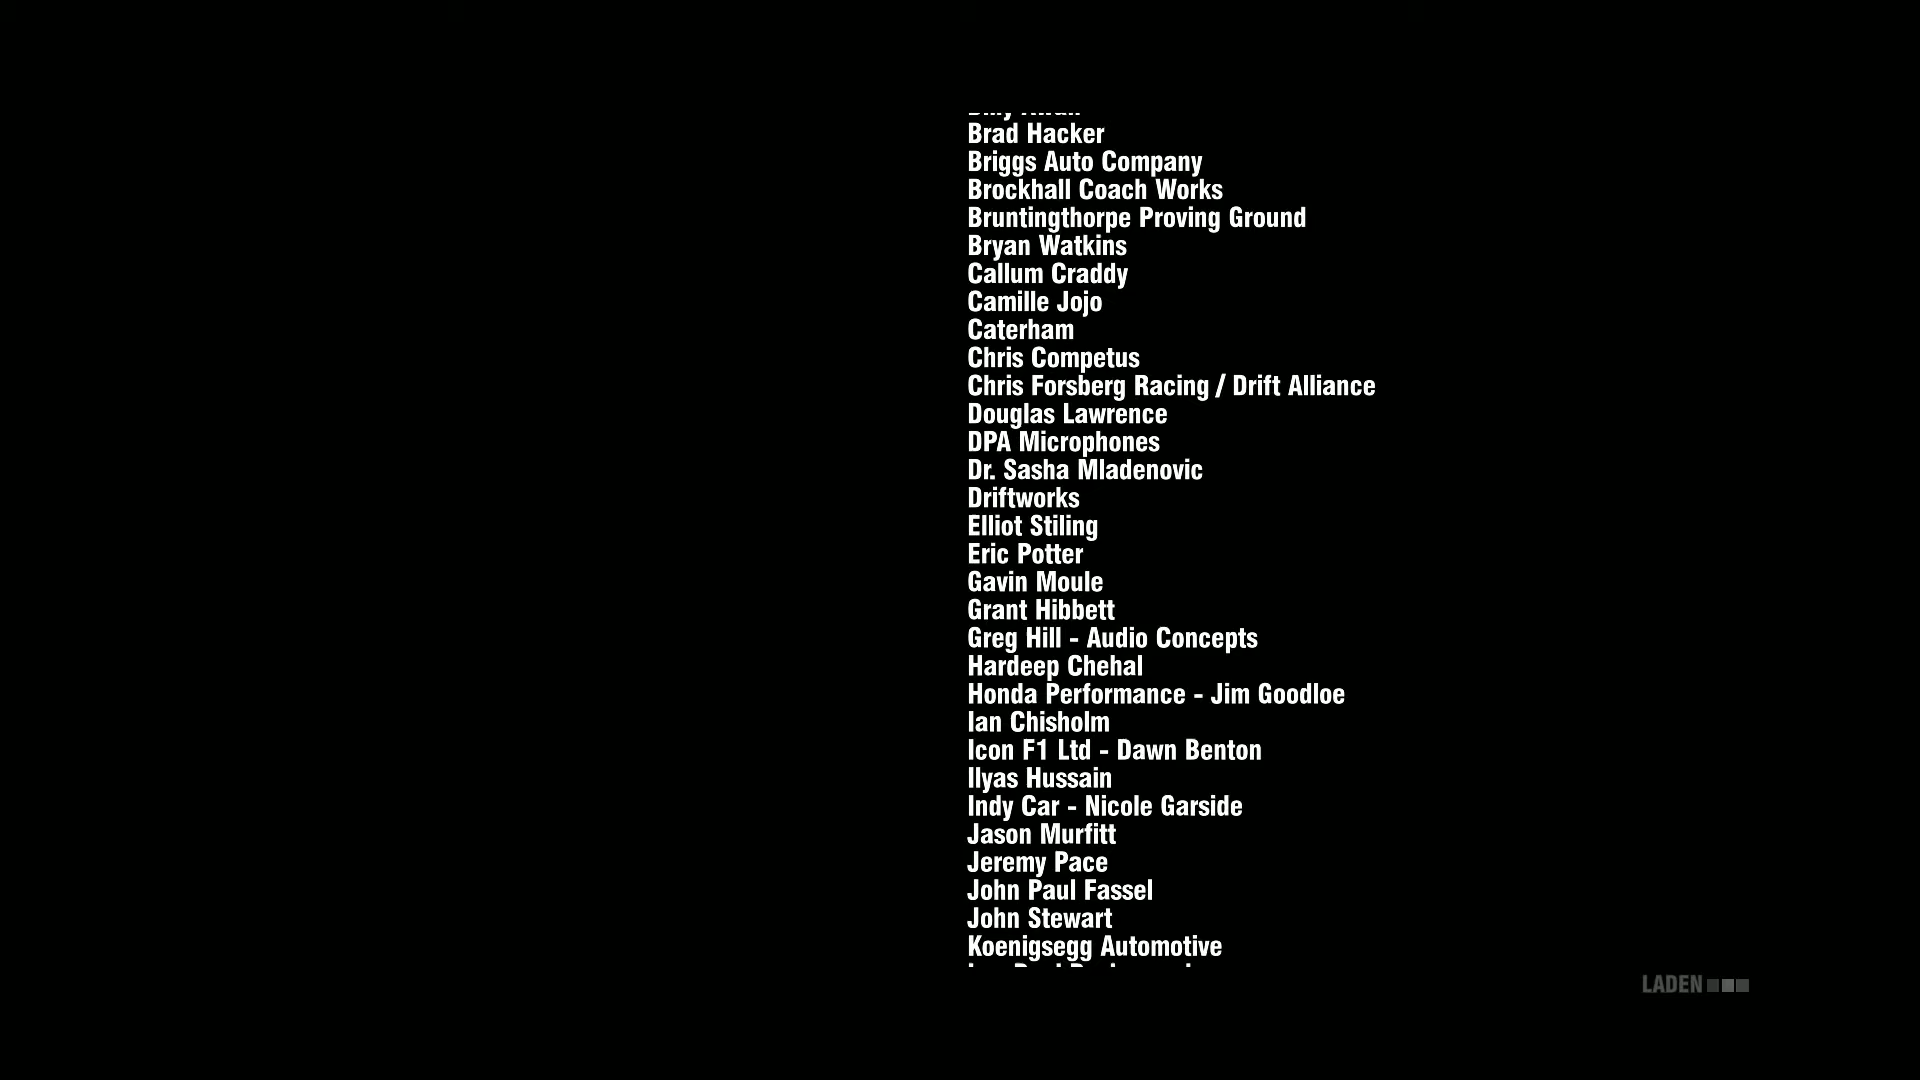 Brad Hacker
Briggs Auto Company
Brockhall Coach Works
Bruntingthorpe Proving Ground
Bryan Watkins
Callum Craddy
Camille Jojo
Caterham
Chris Competus
Chris Forsberg Racing / Drift Alliance
Douglas Lawrence
DPA Microphones
Dr. Sasha Mladenovic
Driftworks
Elliot Stiling
Eric Potter
Gavin Moule
Grant Hibbett
Greg Hill - Audio Concepts
Hardeep Chehal
Honda Performance - Jim Goodloe
Ian Chisholm
Icon F1 Ltd - Dawn Benton
Ilyas Hussain
Indy Car - Nicole Garside
Jason Murfitt
Jeremy Pace
John Paul Fassel
John Stewart
Koenigsegg Automotive
LADEN